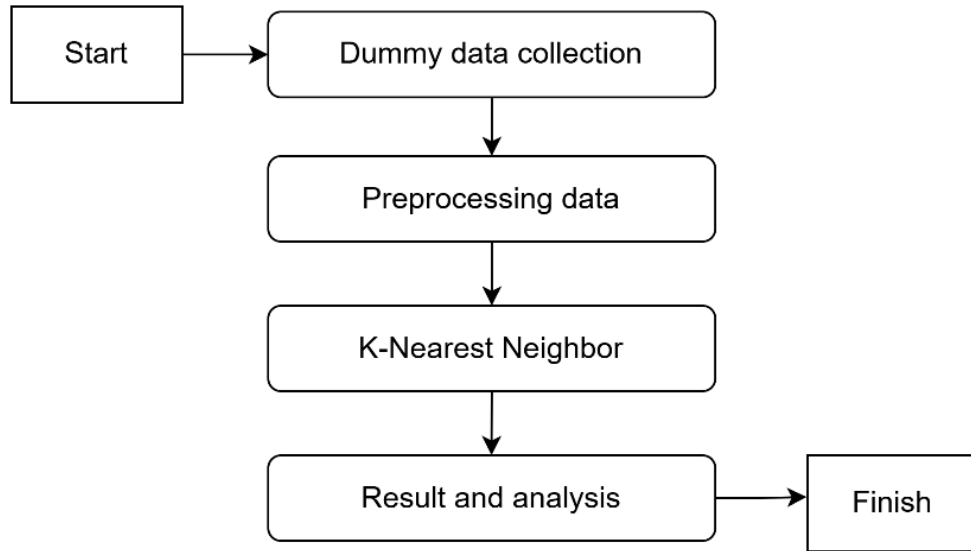 Start
Dummy data collection
Preprocessing data
K-Nearest Neighbor
Result and analysis
Finish